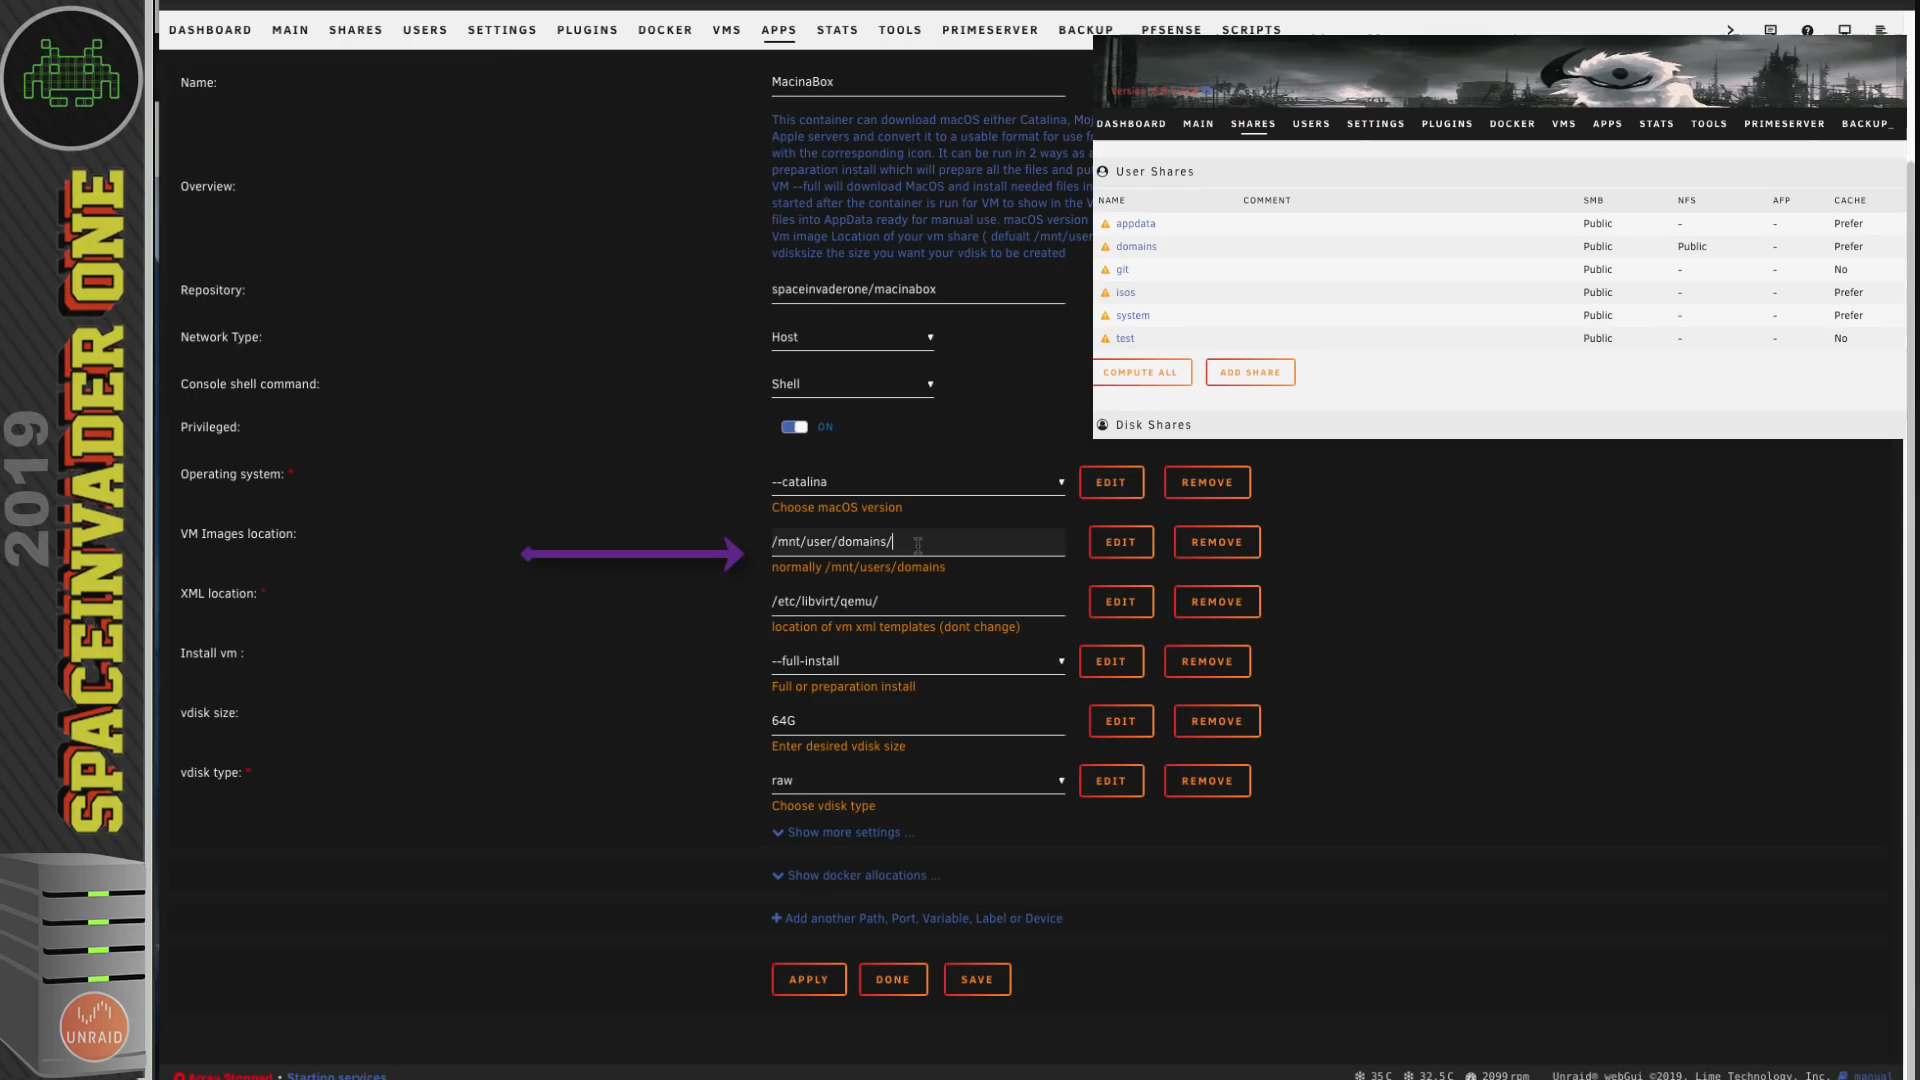 DASHBOARD MAIN SHARES USERS SETTINGS PLUGINS DOCKER VMS APPS STATS TOOLS PRIMESERVER BACKUP PFSENSE SCRIPTS
Name:
MacinaBox
Overview:
This container can download macOS either Catalina, Moj
Apple servers and convert it to a usable format for use fo
with the corresponding icon. It can be run in 2 ways as a
preparation install which will prepare all the files and pu
VM --full will download MacOS and install needed files in
started after the container is run for VM to show in the V
files into AppData ready for manual use. macOS version
Vm image Location of your vm share ( defualt /mnt/user
vdisksize the size you want your vdisk to be created
Repository:
spaceinvaderone/macinabox
Network Type:
Host
Console shell command:
Shell
Privileged:
ON
Operating system: *
--catalina
EDIT REMOVE
Choose macOS version
VM Images location:
/mnt/user/domains/
EDIT REMOVE
normally /mnt/users/domains
XML location: *
/etc/libvirt/qemu/
EDIT REMOVE
location of vm xml templates (dont change)
Install vm :
--full-install
EDIT REMOVE
Full or preparation install
vdisk size:
64G
EDIT REMOVE
Enter desired vdisk size
vdisk type: *
raw
EDIT REMOVE
Choose vdisk type
Show more settings ...
Show docker allocations ...
Add another Path, Port, Variable, Label or Device
APPLY DONE SAVE
Array Stopped • Starting services
35 C 32.5 C 2099 rpm Unraid® webGui ©2019, Lime Technology, Inc. manual
DASHBOARD MAIN SHARES USERS SETTINGS PLUGINS DOCKER VMS APPS STATS TOOLS PRIMESERVER BACKUP_
User Shares
NAME COMMENT SMB NFS AFP CACHE
appdata Public - - Prefer
domains Public Public - Prefer
git Public - - No
isos Public - - Prefer
system Public - - Prefer
test Public - - No
COMPUTE ALL ADD SHARE
Disk Shares
2019
SPACEINVADER ONE
UNRAID